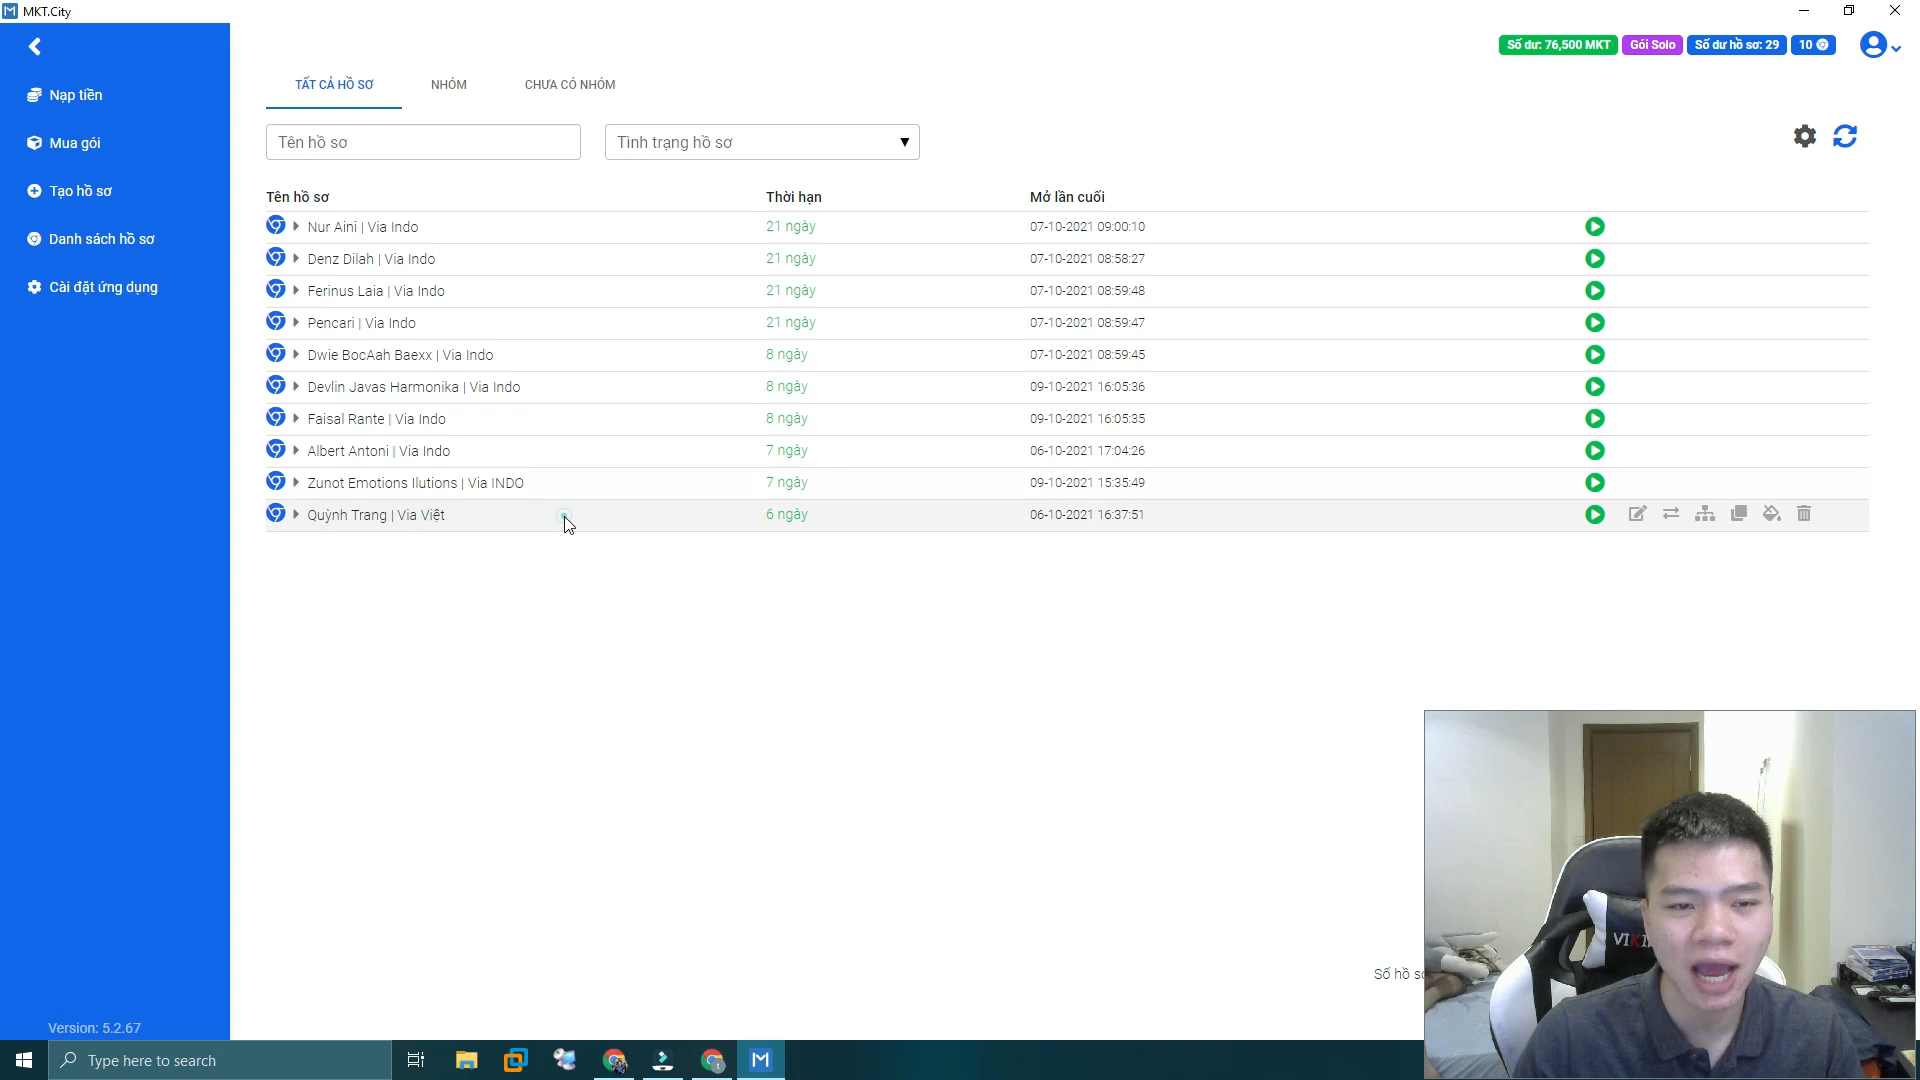 MKT.City
Số dư: 76,500 MKT
Gói Solo
Số dư hồ sơ: 29
10
Nạp tiền
Mua gói
Tạo hồ sơ
Danh sách hồ sơ
Cài đặt ứng dụng
TẤT CẢ HỒ SƠ
NHÓM
CHƯA CÓ NHÓM
Tên hồ sơ
Tình trạng hồ sơ
Tên hồ sơ Thời hạn Mở lần cuối
Nur Aini | Via Indo 21 ngày 07-10-2021 09:00:10
Denz Dilah | Via Indo 21 ngày 07-10-2021 08:58:27
Ferinus Laia | Via Indo 21 ngày 07-10-2021 08:59:48
Pencari | Via Indo 21 ngày 07-10-2021 08:59:47
Dwie BocAah Baexx | Via Indo 8 ngày 07-10-2021 08:59:45
Devlin Javas Harmonika | Via Indo 8 ngày 09-10-2021 16:05:36
Faisal Rante | Via Indo 8 ngày 09-10-2021 16:05:35
Albert Antoni | Via Indo 7 ngày 06-10-2021 17:04:26
Zunot Emotions Ilutions | Via INDO 7 ngày 09-10-2021 15:35:49
Quỳnh Trang | Via Việt 6 ngày 06-10-2021 16:37:51
Số hồ
Version: 5.2.67
Type here to search